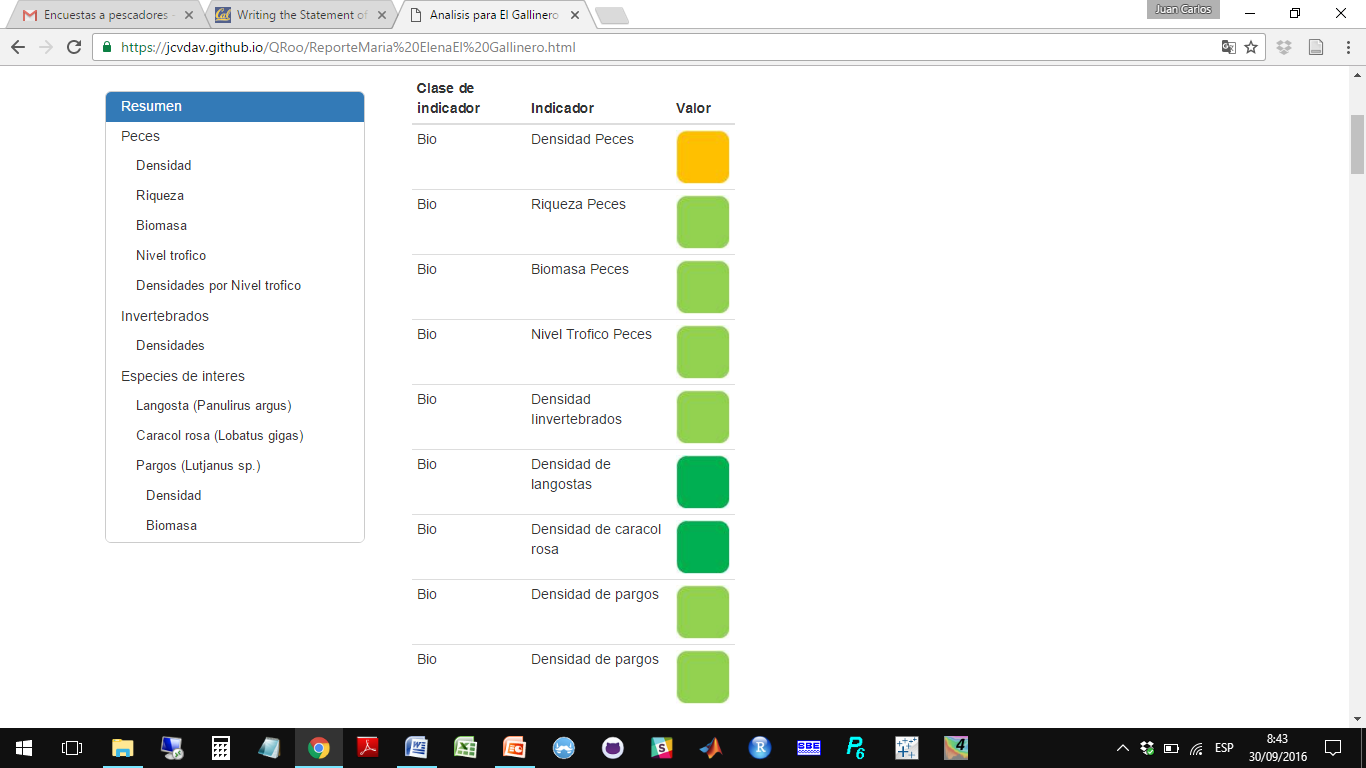 Encuestas a pescadores
Writing the Statement of
Analisis para El Gallinero
Juan Carlos
https://jcvdav.github.io/QRoo/ReporteMaria%20ElenaEl%20Gallinero.html
Resumen
Peces
Densidad
Riqueza
Biomasa
Nivel trofico
Densidades por Nivel trofico
Invertebrados
Densidades
Especies de interes
Langosta (Panulirus argus)
Caracol rosa (Lobatus gigas)
Pargos (Lutjanus sp.)
Densidad
Biomasa
Clase de
indicador
Indicador
Valor
Bio
Densidad Peces
Bio
Riqueza Peces
Bio
Biomasa Peces
Bio
Nivel Trofico Peces
Bio
Densidad
Iinvertebrados
Bio
Densidad de
langostas
Bio
Densidad de caracol
rosa
Bio
Densidad de pargos
Bio
Densidad de pargos
SBE
P6
4
ESP
8:43
30/09/2016